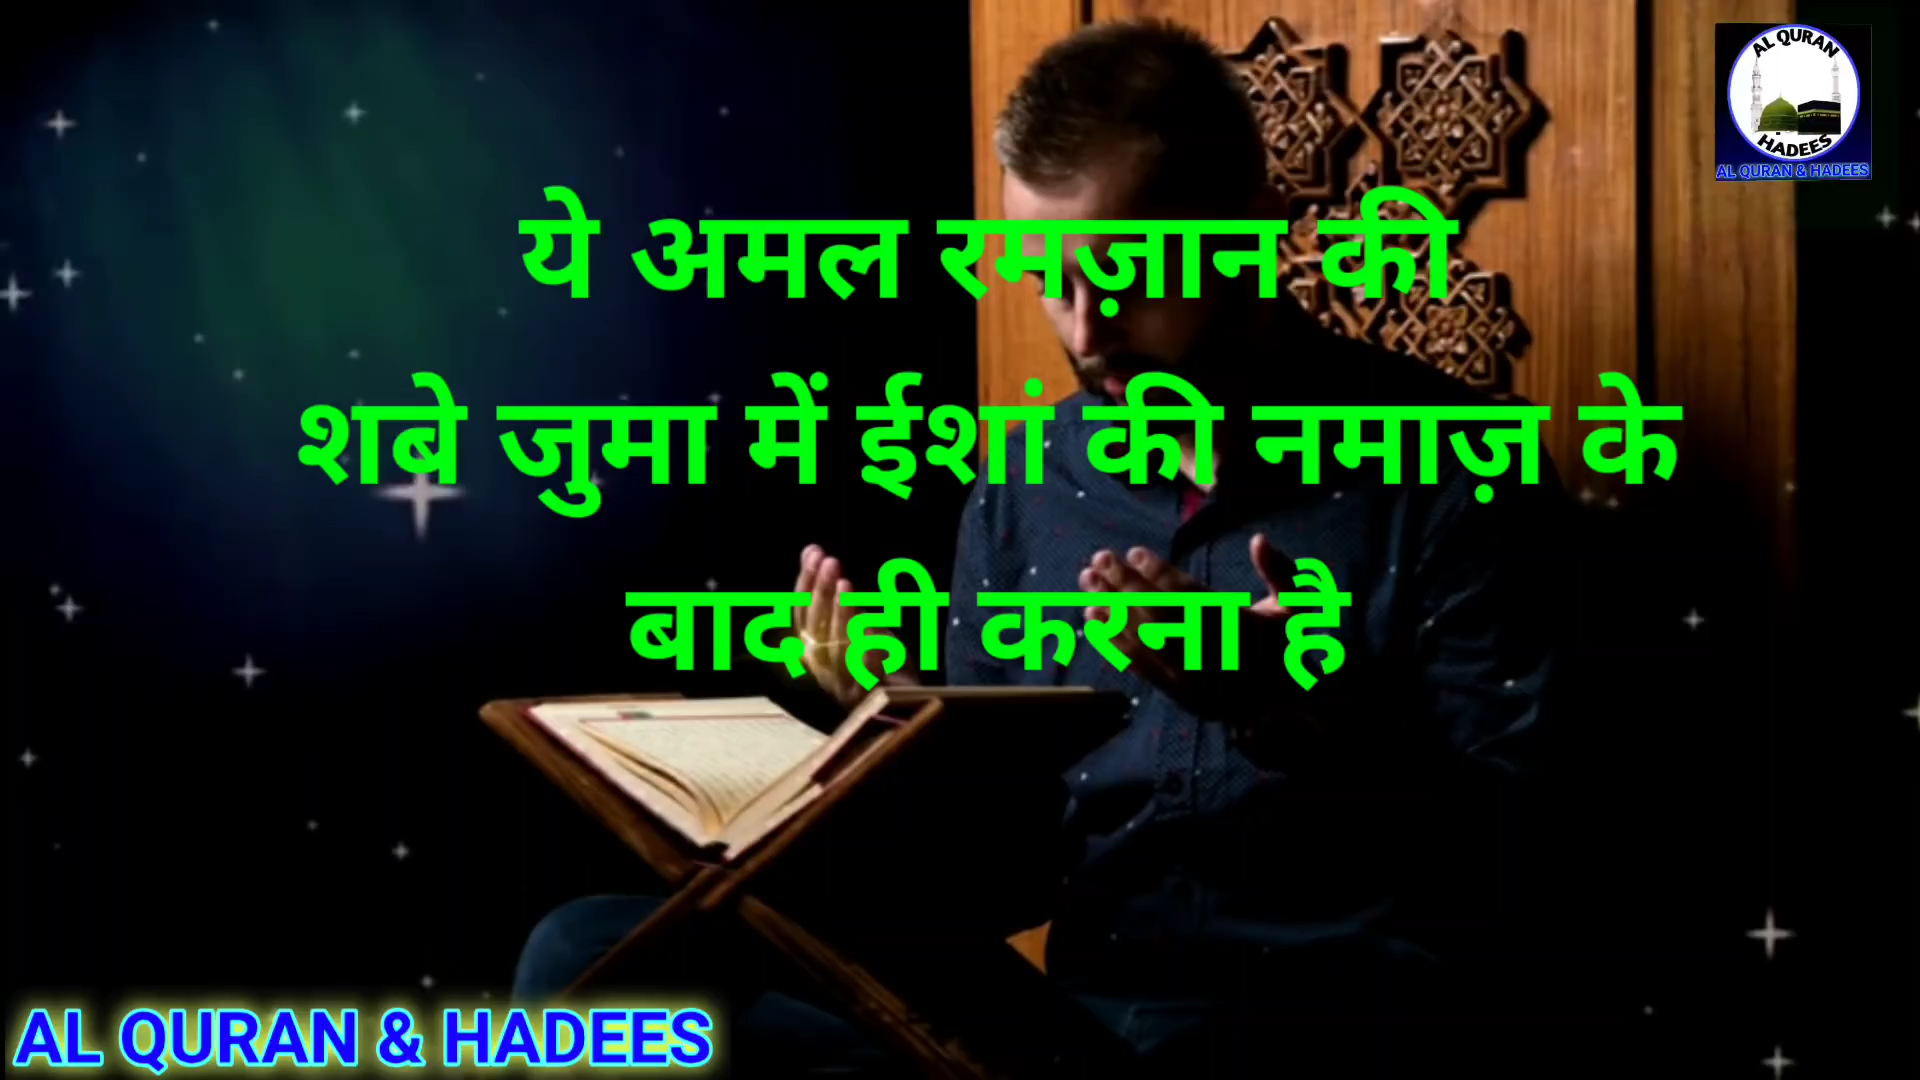 AL QURAN
HADEES
AL QURAN & HADEES
ये अमल रमज़ान की
शबे जुमा में ईशां की नमाज़ के
बाद ही करना है
AL QURAN & HADEES